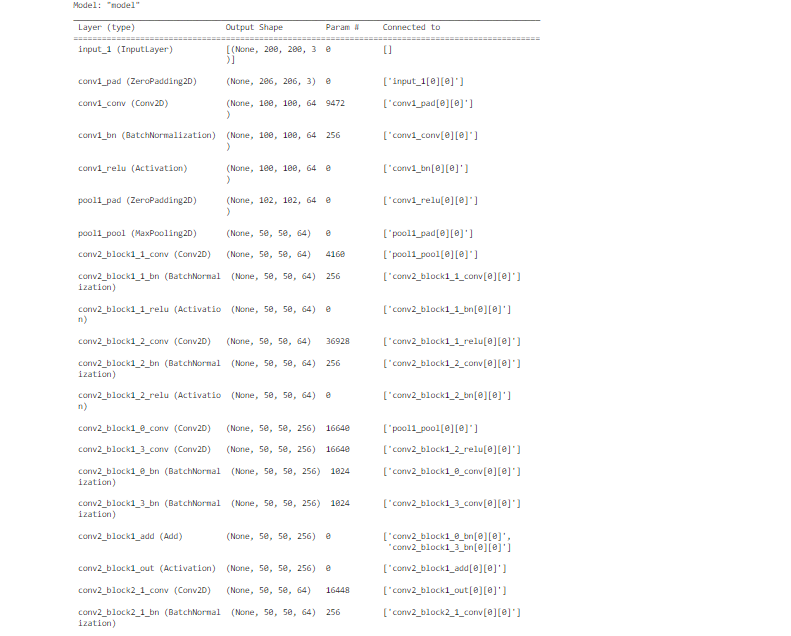 Model: "model"
__________________________________________________________________________________________________
Layer (type) Output Shape Param # Connected to
==================================================================================================
input_1 (InputLayer) [(None, 200, 200, 3 0 []
)]
conv1_pad (ZeroPadding2D) (None, 206, 206, 3) 0 ['input_1[0][0]']
conv1_conv (Conv2D) (None, 100, 100, 64 9472 ['conv1_pad[0][0]']
)
conv1_bn (BatchNormalization) (None, 100, 100, 64 256 ['conv1_conv[0][0]']
)
conv1_relu (Activation) (None, 100, 100, 64 0 ['conv1_bn[0][0]']
)
pool1_pad (ZeroPadding2D) (None, 102, 102, 64 0 ['conv1_relu[0][0]']
)
pool1_pool (MaxPooling2D) (None, 50, 50, 64) 0 ['pool1_pad[0][0]']
conv2_block1_1_conv (Conv2D) (None, 50, 50, 64) 4160 ['pool1_pool[0][0]']
conv2_block1_1_bn (BatchNormal (None, 50, 50, 64) 256 ['conv2_block1_1_conv[0][0]']
ization)
conv2_block1_1_relu (Activatio (None, 50, 50, 64) 0 ['conv2_block1_1_bn[0][0]']
n)
conv2_block1_2_conv (Conv2D) (None, 50, 50, 64) 36928 ['conv2_block1_1_relu[0][0]']
conv2_block1_2_bn (BatchNormal (None, 50, 50, 64) 256 ['conv2_block1_2_conv[0][0]']
ization)
conv2_block1_2_relu (Activatio (None, 50, 50, 64) 0 ['conv2_block1_2_bn[0][0]']
n)
conv2_block1_0_conv (Conv2D) (None, 50, 50, 256) 16640 ['pool1_pool[0][0]']
conv2_block1_3_conv (Conv2D) (None, 50, 50, 256) 16640 ['conv2_block1_2_relu[0][0]']
conv2_block1_0_bn (BatchNormal (None, 50, 50, 256) 1024 ['conv2_block1_0_conv[0][0]']
ization)
conv2_block1_3_bn (BatchNormal (None, 50, 50, 256) 1024 ['conv2_block1_3_conv[0][0]']
ization)
conv2_block1_add (Add) (None, 50, 50, 256) 0 ['conv2_block1_0_bn[0][0]',
'conv2_block1_3_bn[0][0]']
conv2_block1_out (Activation) (None, 50, 50, 256) 0 ['conv2_block1_add[0][0]']
conv2_block2_1_conv (Conv2D) (None, 50, 50, 64) 16448 ['conv2_block1_out[0][0]']
conv2_block2_1_bn (BatchNormal (None, 50, 50, 64) 256 ['conv2_block2_1_conv[0][0]']
ization)